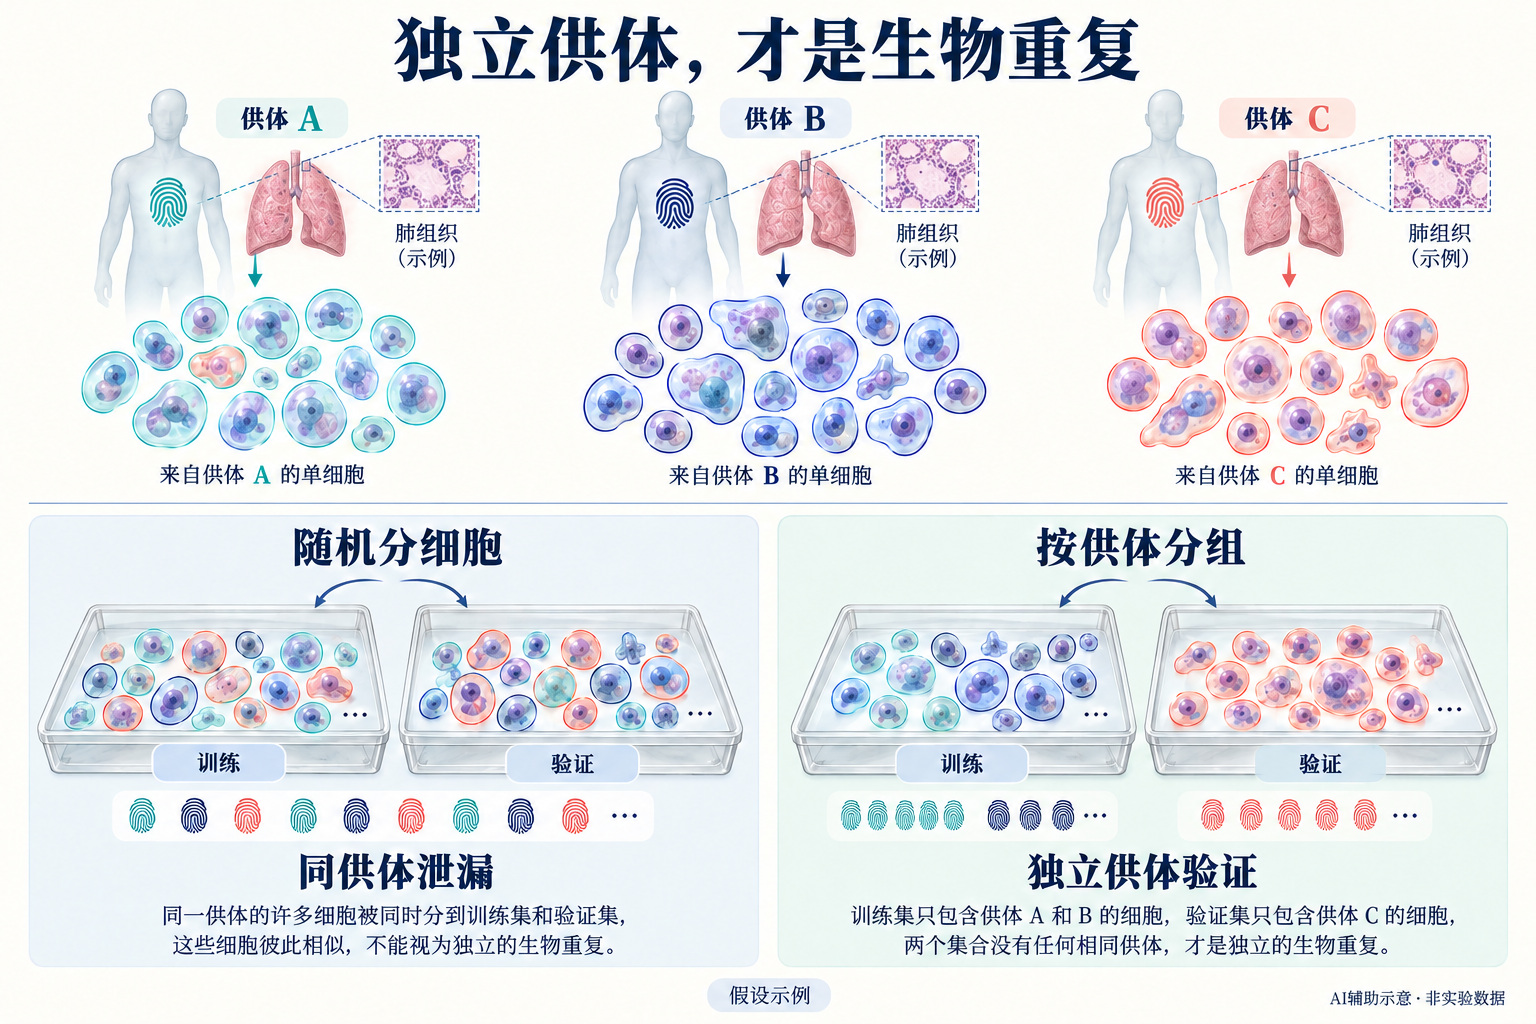 独立供体，才是生物重复
供体 A
肺组织
（示例）
来自供体 A 的单细胞
供体 B
肺组织
（示例）
来自供体 B 的单细胞
供体 C
肺组织
（示例）
来自供体 C 的单细胞
随机分细胞
训练
验证
同供体泄漏
同一供体的许多细胞被同时分到训练集和验证集，
这些细胞彼此相似，不能视为独立的生物重复。
按供体分组
训练
验证
独立供体验证
训练集只包含供体 A 和 B 的细胞，验证集只包含供体 C 的细胞，
两个集合没有任何相同供体，才是独立的生物重复。
假设示例
AI辅助示意 · 非实验数据